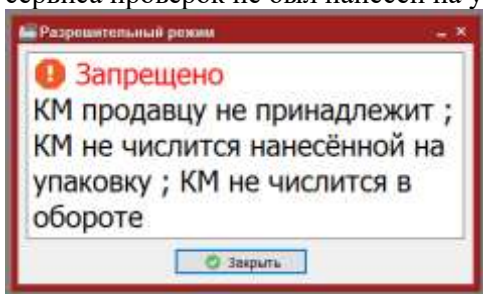 сервиса проверок не был нанесен на у
Разрешительный режим
Запрещено
КМ продавцу не принадлежит ;
КМ не числится нанесённой на
упаковку ; КМ не числится в
обороте
Закрыть